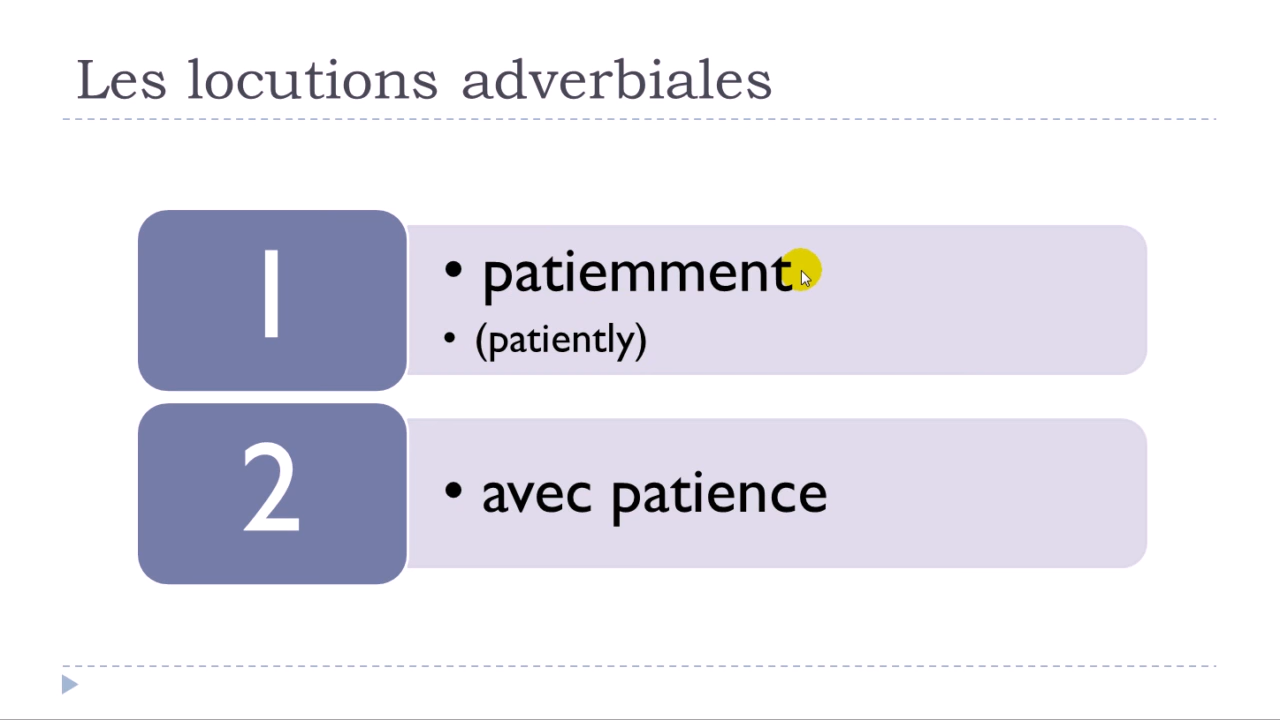 Les locutions adverbiales
1
• patiemment
• (patiently)
2
• avec patience